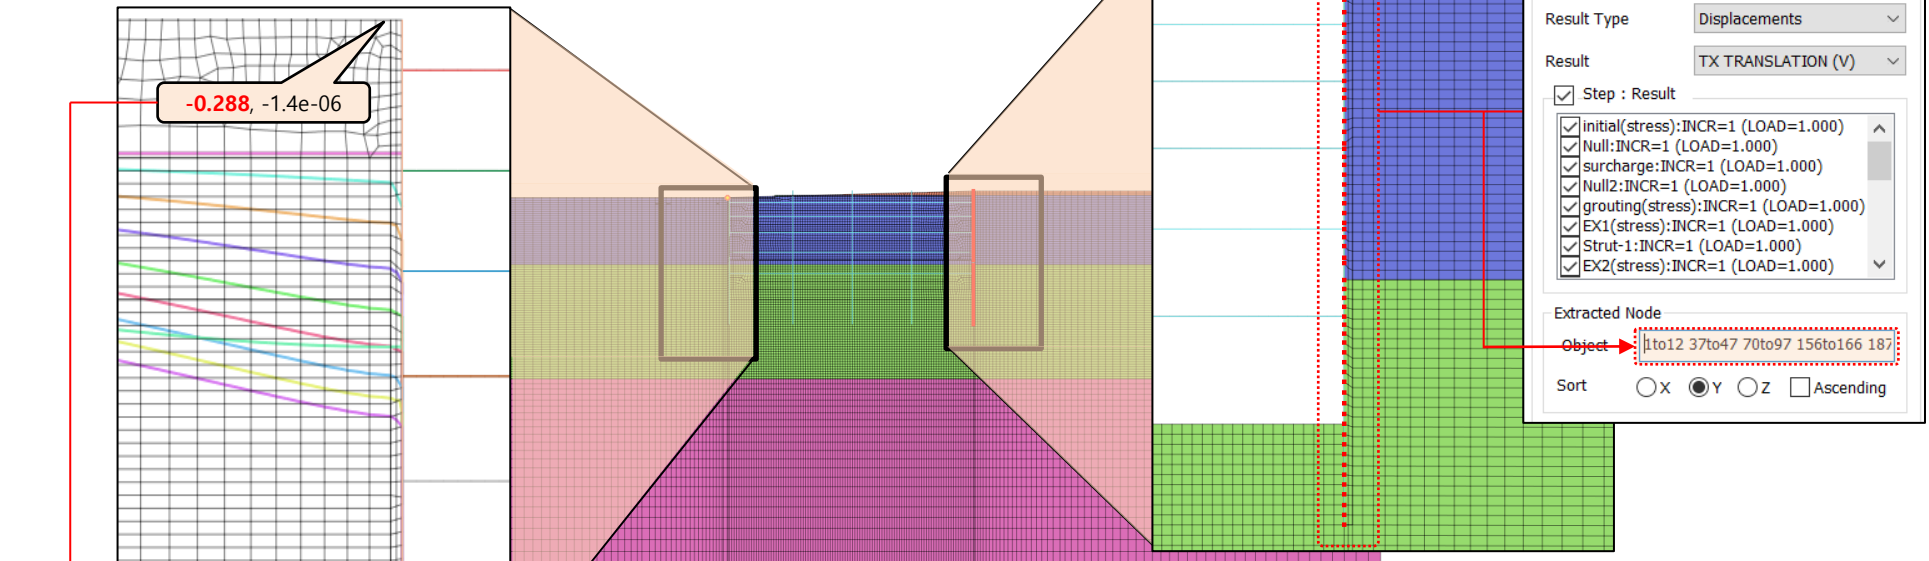 -0.288, -1.4e-06
Result Type
Displacements
Result
TX TRANSLATION (V)
Step : Result
initial(stress):INCR=1 (LOAD=1.000)
Null:INCR=1 (LOAD=1.000)
surcharge:INCR=1 (LOAD=1.000)
Null2:INCR=1 (LOAD=1.000)
grouting(stress):INCR=1 (LOAD=1.000)
EX1(stress):INCR=1 (LOAD=1.000)
Strut-1:INCR=1 (LOAD=1.000)
EX2(stress):INCR=1 (LOAD=1.000)
Extracted Node
Object
1to12 37to47 70to97 156to166 187
Sort
X Y Z Ascending